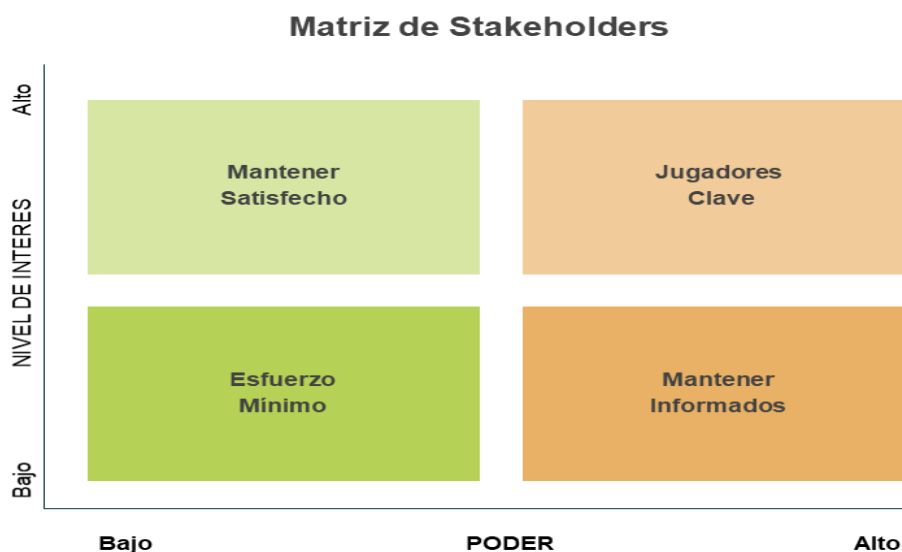 Matriz de Stakeholders
Alto
NIVEL DE INTERES
Bajo
Mantener
Satisfecho
Jugadores
Clave
Esfuerzo
Mínimo
Mantener
Informados
Bajo
PODER
Alto